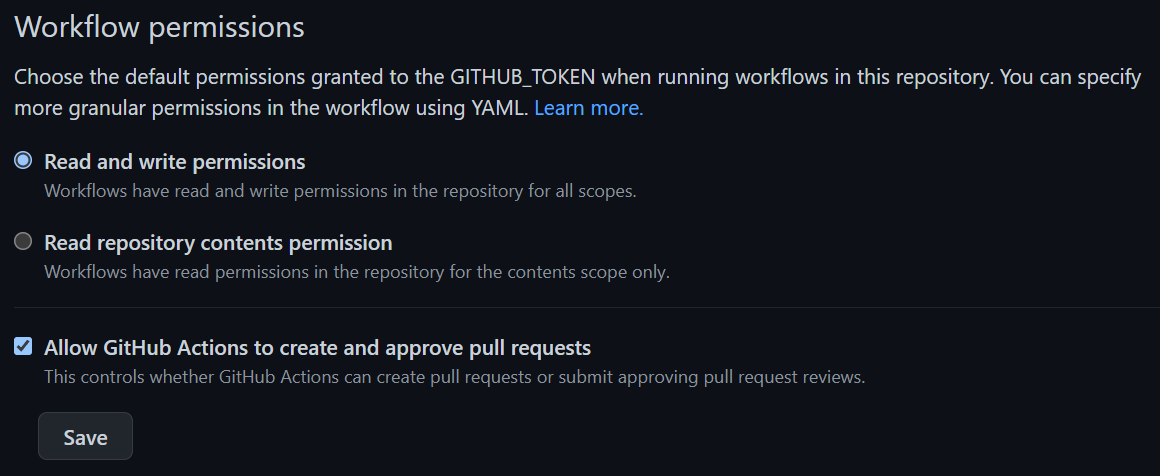 Workflow permissions
Choose the default permissions granted to the GITHUB_TOKEN when running workflows in this repository. You can specify
more granular permissions in the workflow using YAML. Learn more.
Read and write permissions
Workflows have read and write permissions in the repository for all scopes.
Read repository contents permission
Workflows have read permissions in the repository for the contents scope only.
Allow GitHub Actions to create and approve pull requests
This controls whether GitHub Actions can create pull requests or submit approving pull request reviews.
Save